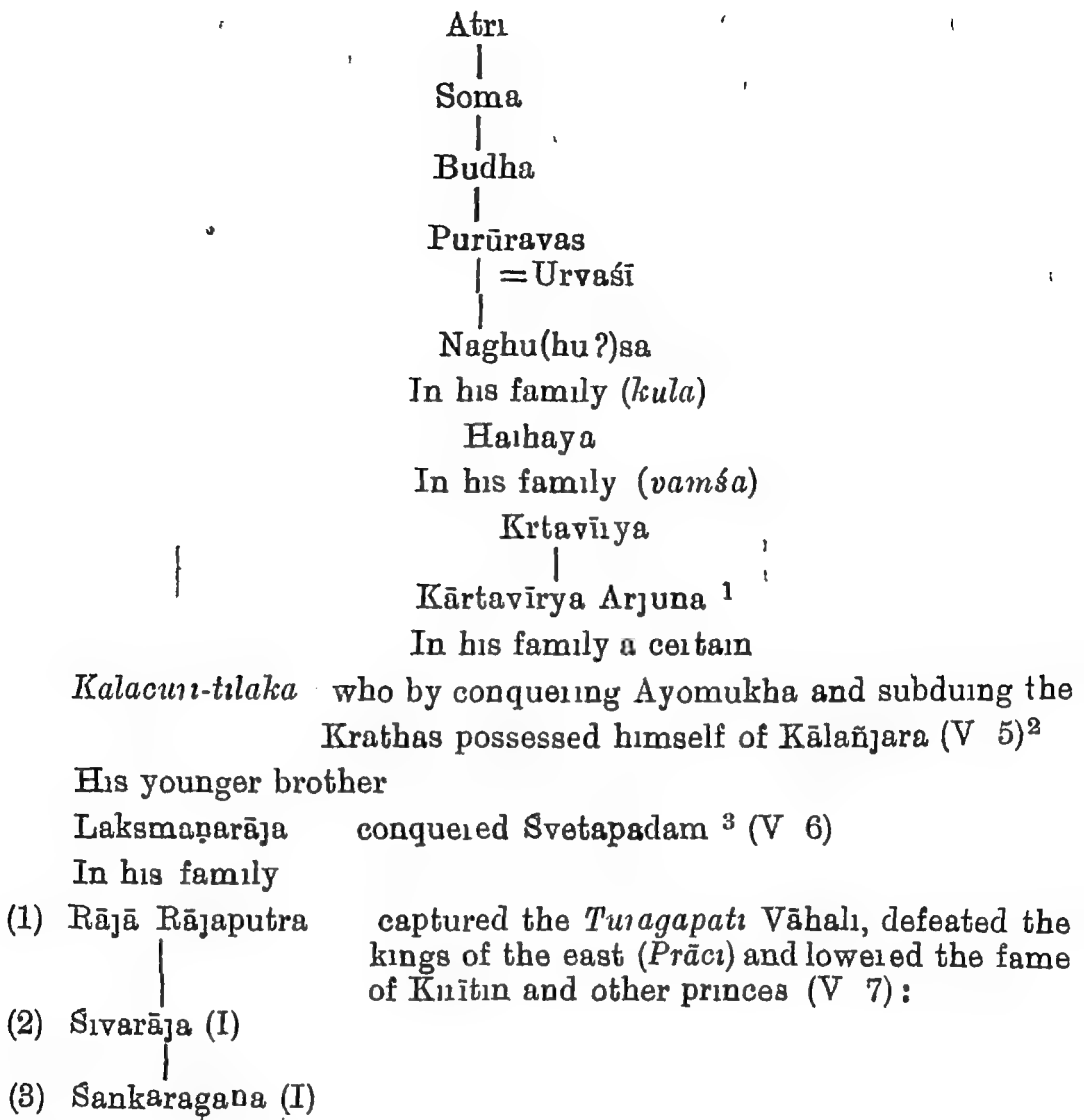 Atri
Soma
Budha
Purūravas
=Urvaśī
Naghu(hu?)sa
In his family (kula)
Haihaya
In his family (vamśa)
Krtavīrya
Kārtavīrya Arjuna 1
In his family a certain
Kalacuri-tilaka who by conquering Ayomukha and subduing the
Krathas possessed himself of Kālañjara (V 5)2
His younger brother
Laksmaṇarāja conquered Śvetapadam 3 (V 6)
In his family
(1) Rājā Rājaputra captured the Turagapati Vāhali, defeated the
kings of the east (Prāci) and lowered the fame
of Kirītin and other princes (V 7):
(2) Śivarāja (I)
(3) Śankaragaṇa (I)